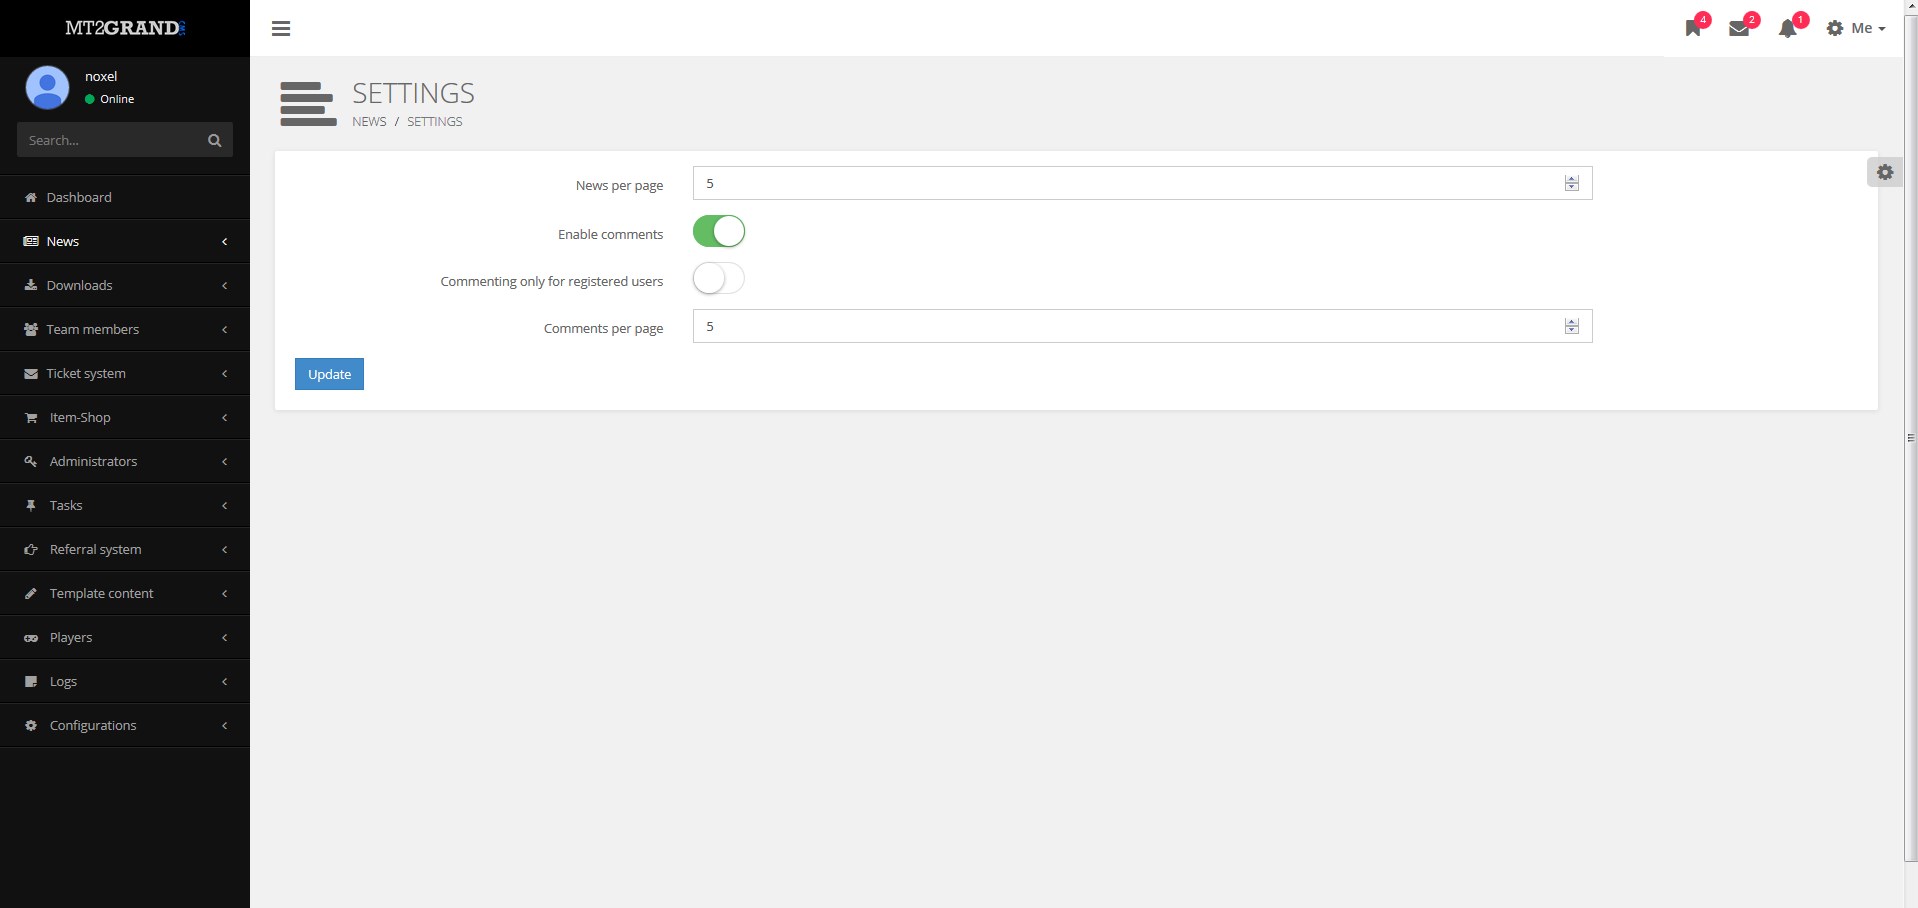 MT2GRAND
4
2
1
Me
noxel
Online
Search...
Dashboard
News
Downloads
Team members
Ticket system
Item-Shop
Administrators
Tasks
Referral system
Template content
Players
Logs
Configurations
SETTINGS
NEWS / SETTINGS
News per page
5
Enable comments
Commenting only for registered users
Comments per page
5
Update